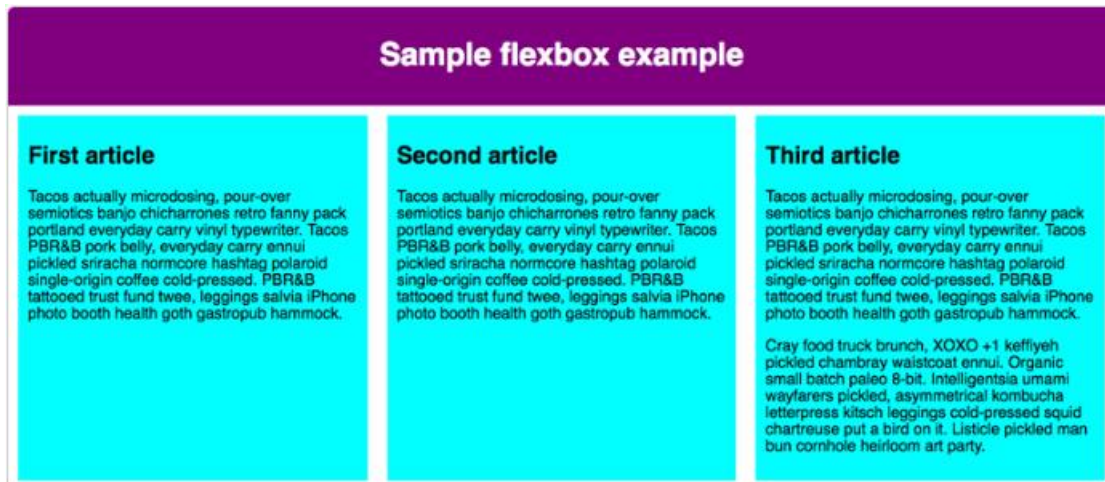 Sample flexbox example
First article
Tacos actually microdosing, pour-over
semiotics banjo chicharrones retro fanny pack
portland everyday carry vinyl typewriter. Tacos
PBR&B pork belly, everyday carry ennui
pickled sriracha normcore hashtag polaroid
single-origin coffee cold-pressed. PBR&B
tattooed trust fund twee, leggings salvia iPhone
photo booth health goth gastropub hammock.
Second article
Tacos actually microdosing, pour-over
semiotics banjo chicharrones retro fanny pack
portland everyday carry vinyl typewriter. Tacos
PBR&B pork belly, everyday carry ennui
pickled sriracha normcore hashtag polaroid
single-origin coffee cold-pressed. PBR&B
tattooed trust fund twee, leggings salvia iPhone
photo booth health goth gastropub hammock.
Third article
Tacos actually microdosing, pour-over
semiotics banjo chicharrones retro fanny pack
portland everyday carry vinyl typewriter. Tacos
PBR&B pork belly, everyday carry ennui
pickled sriracha normcore hashtag polaroid
single-origin coffee cold-pressed. PBR&B
tattooed trust fund twee, leggings salvia iPhone
photo booth health goth gastropub hammock.
Cray food truck brunch, XOXO +1 keffiyeh
pickled chambray waistcoat ennui. Organic
small batch paleo 8-bit. Intelligentsia umami
wayfarers pickled, asymmetrical kombucha
letterpress kitsch leggings cold-pressed squid
chartreuse put a bird on it. Listicle pickled man
bun cornhole heirloom art party.